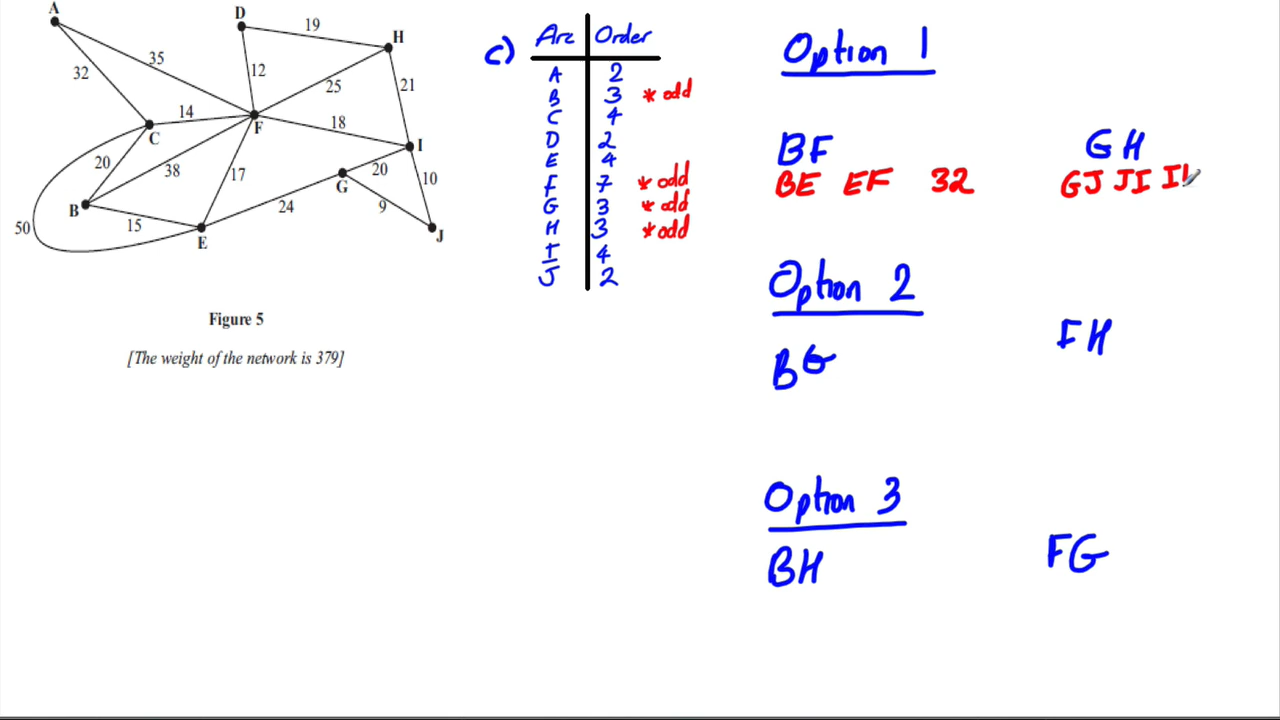 A
D
19
H
35
32
12
25
21
14
F
18
C
I
20
38
17
G
20
10
B
24
9
15
50
E
J
Figure 5
[The weight of the network is 379]
c)
Arc Order
A 2
B 3 * odd
C 4
D 2
E 4
F 7 * odd
G 3 * odd
H 3 * odd
I 4
J 2
Option 1
BF GH
BE EF 32 GJ JI
Option 2
BG FH
Option 3
BH FG